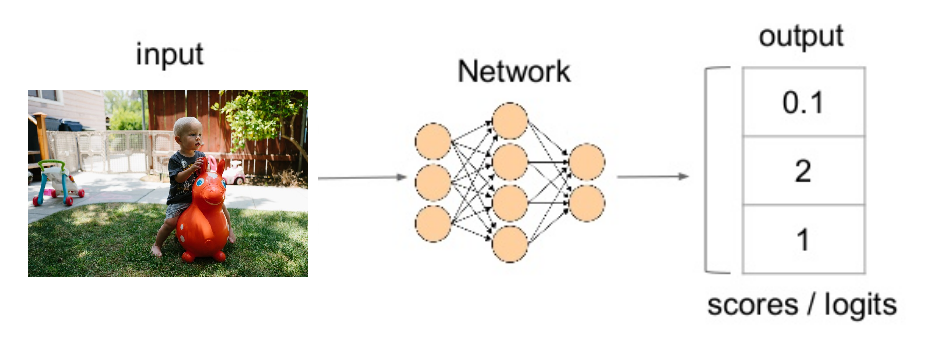 input
Network
output
0.1
2
1
scores / logits